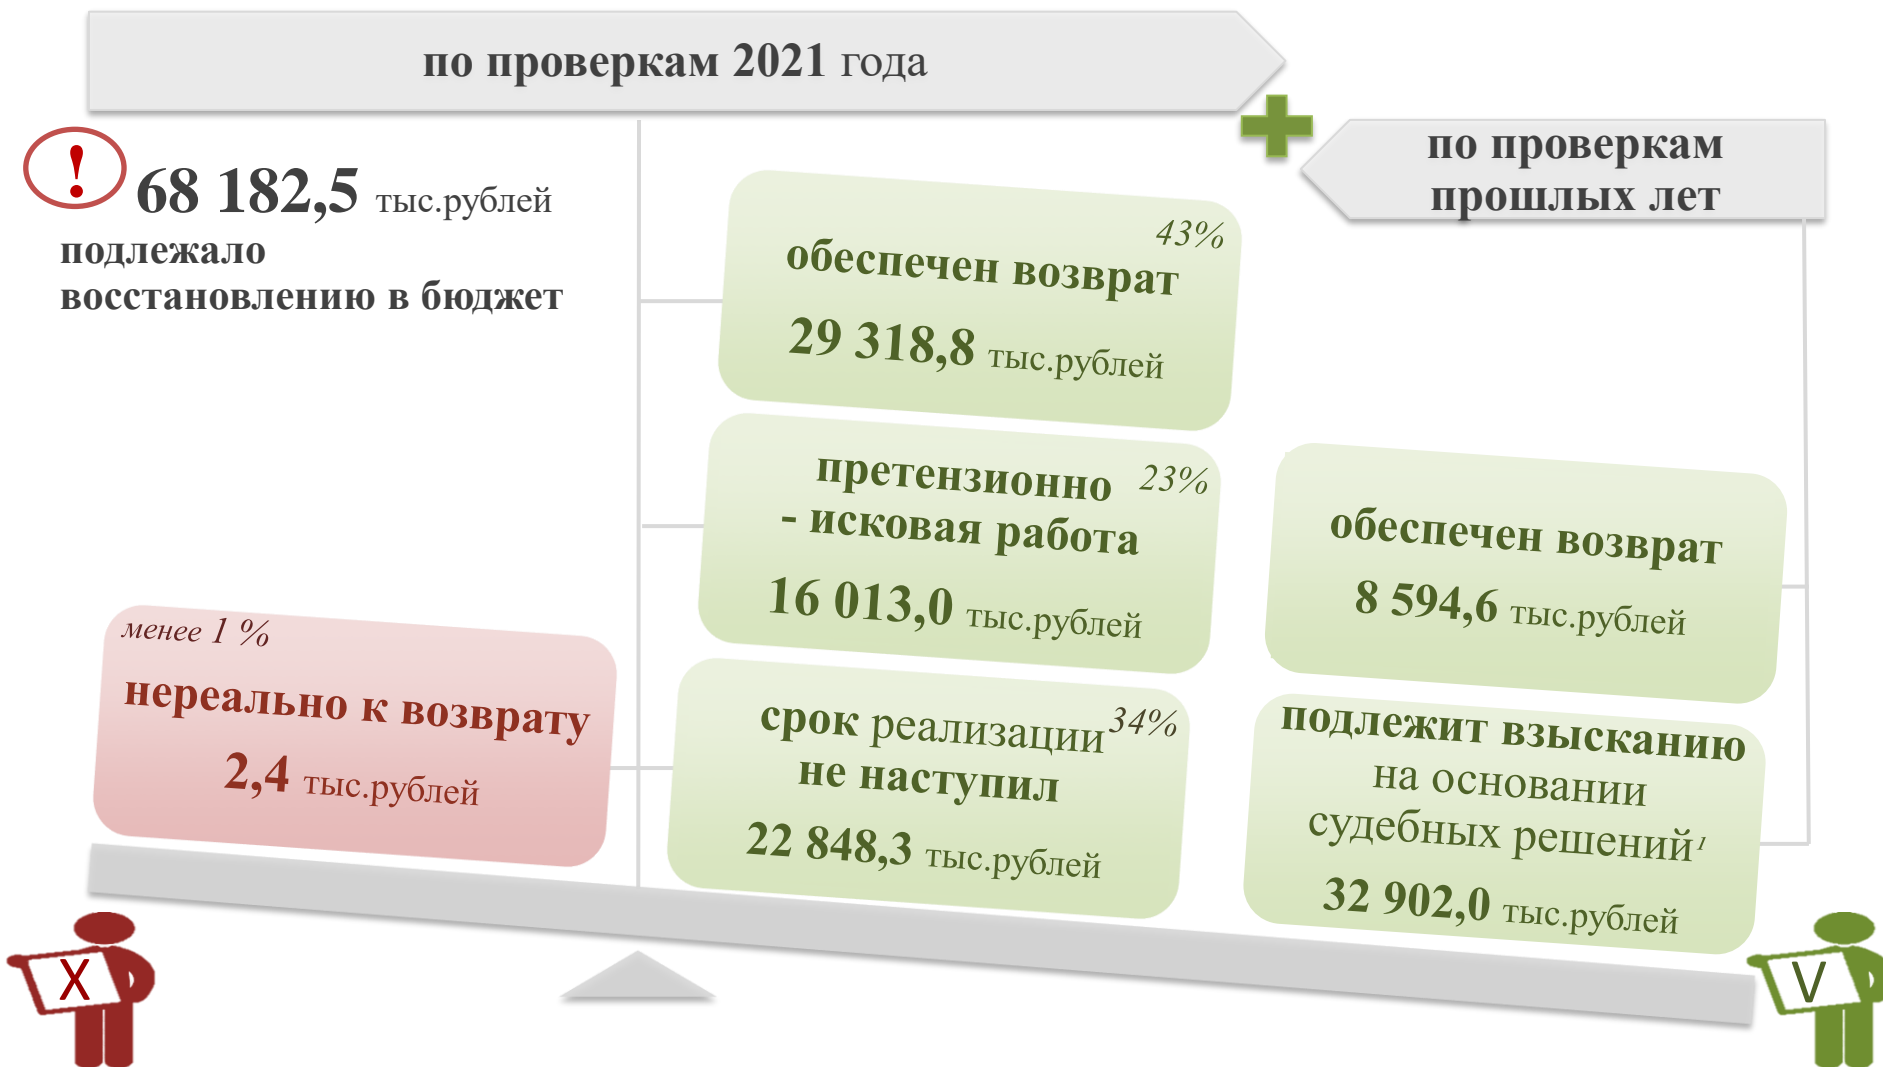 по проверкам 2021 года
по проверкам
прошлых лет
!
68 182,5 тыс.рублей
подлежало
восстановлению в бюджет
43%
обеспечен возврат
29 318,8 тыс.рублей
претензионно 23%
- исковая работа
16 013,0 тыс.рублей
срок реализации 34%
не наступил
22 848,3 тыс.рублей
менее 1 %
нереально к возврату
2,4 тыс.рублей
обеспечен возврат
8 594,6 тыс.рублей
подлежит взысканию
на основании
судебных решений¹
32 902,0 тыс.рублей
X
V